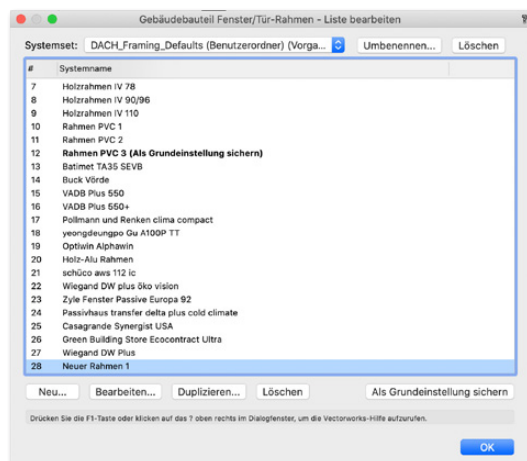 Gebäudebauteil Fenster/Tür-Rahmen - Liste bearbeiten
?
Systemset: DACH_Framing_Defaults (Benutzerordner) (Vorga... Umbenennen... Löschen
# Systemname
7 Holzrahmen IV 78
8 Holzrahmen IV 90/96
9 Holzrahmen IV 110
10 Rahmen PVC 1
11 Rahmen PVC 2
12 Rahmen PVC 3 (Als Grundeinstellung sichern)
13 Batimet TA35 SEVB
14 Buck Vörde
15 VADB Plus 550
16 VADB Plus 550+
17 Pollmann und Renken clima compact
18 yeongdeungpo Gu A100P TT
19 Optiwin Alphawin
20 Holz-Alu Rahmen
21 schüco aws 112 ic
22 Wiegand DW plus öko vision
23 Zyle Fenster Passive Europa 92
24 Passivhaus transfer delta plus cold climate
25 Casagrande Synergist USA
26 Green Building Store Ecocontract Ultra
27 Wiegand DW Plus
28 Neuer Rahmen 1
Neu... Bearbeiten... Duplizieren... Löschen Als Grundeinstellung sichern
Drücken Sie die F1-Taste oder klicken auf das ? oben rechts im Dialogfenster, um die Vectorworks-Hilfe aufzurufen.
OK